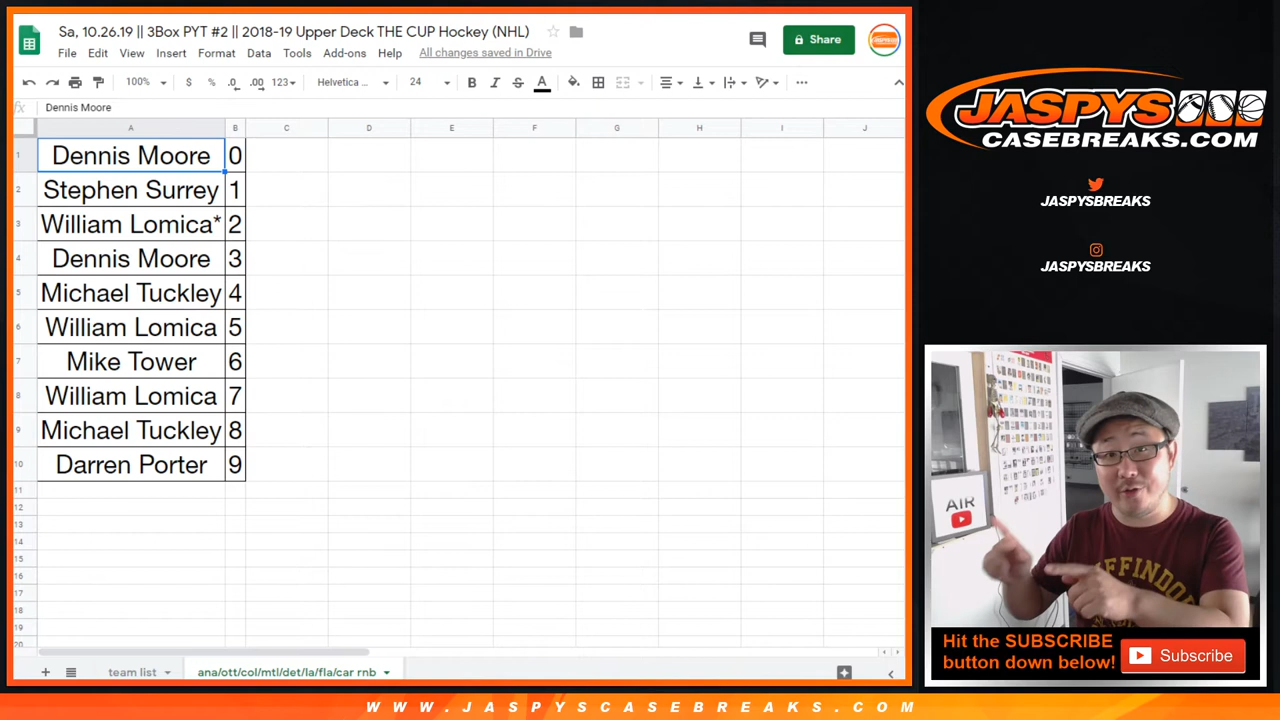 Sa, 10.26.19 || 3Box PYT #2 || 2018-19 Upper Deck THE CUP Hockey (NHL)
File Edit View Insert Format Data Tools Add-ons Help All changes saved in Drive
Share
100% $ % .0 .00 123 Helvetica ... 24 B I S A
fx Dennis Moore
A B C D E F G H I J
1 Dennis Moore 0
2 Stephen Surrey 1
3 William Lomica* 2
4 Dennis Moore 3
5 Michael Tuckley 4
6 William Lomica 5
7 Mike Tower 6
8 William Lomica 7
9 Michael Tuckley 8
10 Darren Porter 9
11
12
13
14
15
16
17
18
19
20
team list ana/ott/col/mtl/det/la/fla/car rnb
JASPYS
CASEBREAKS.COM
JASPYSBREAKS
JASPYSBREAKS
AIR
GRIFFINDOR
Hit the SUBSCRIBE
button down below!
Subscribe
WWW.JASPYSCASEBREAKS.COM